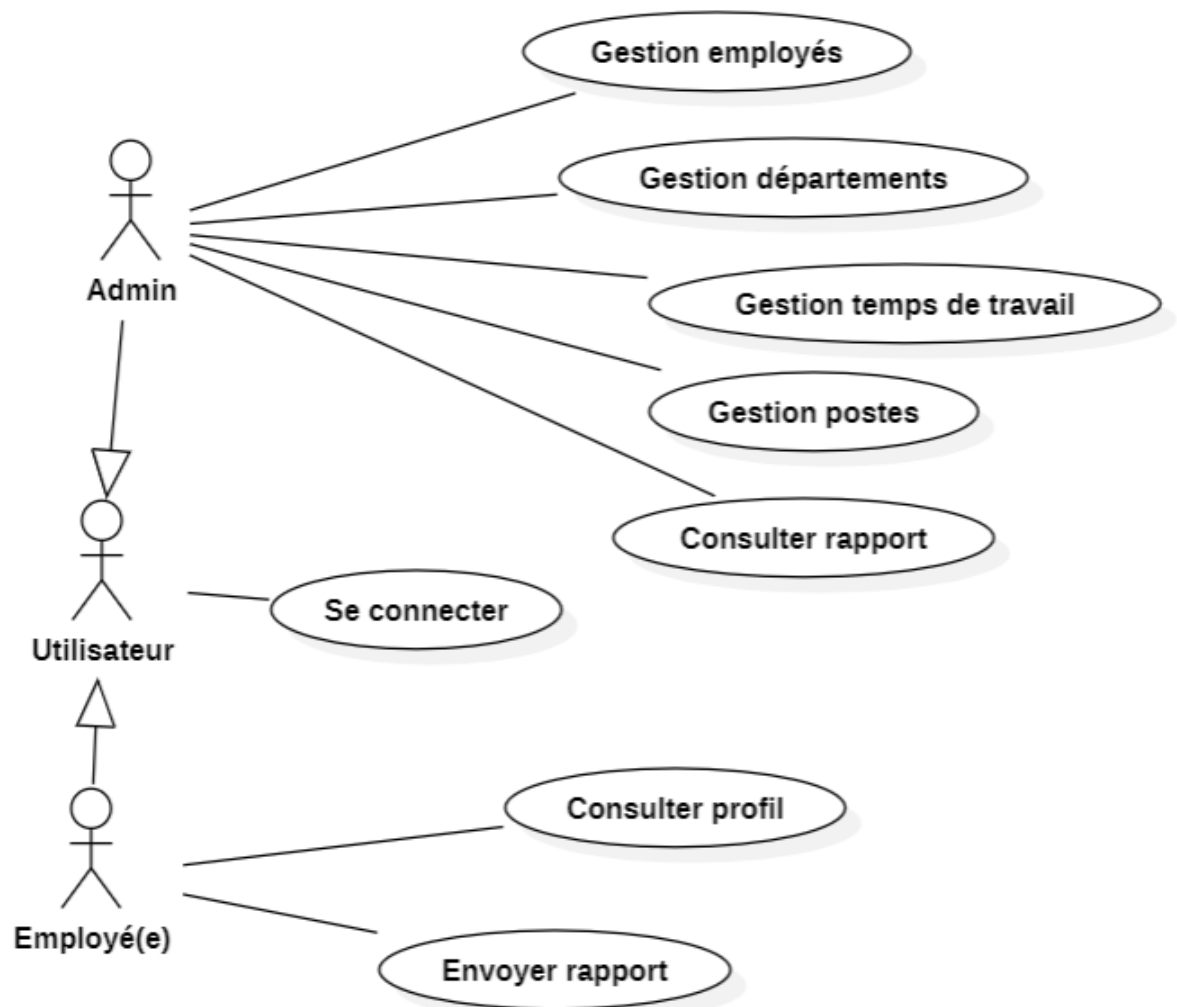 Gestion employés
Gestion départements
Admin
Gestion temps de travail
Gestion postes
Consulter rapport
Se connecter
Utilisateur
Consulter profil
Employé(e)
Envoyer rapport